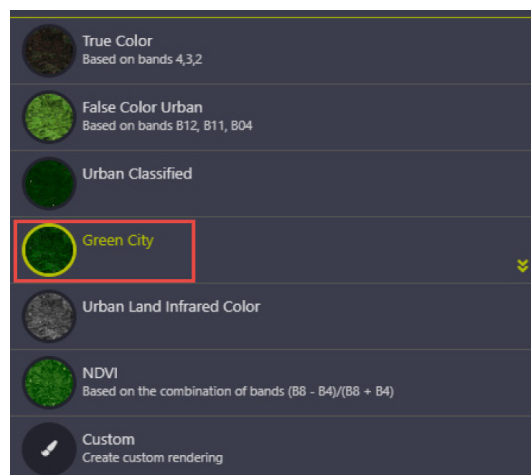 True Color
Based on bands 4,3,2
False Color Urban
Based on bands B12, B11, B04
Urban Classified
Green City
Urban Land Infrared Color
NDVI
Based on the combination of bands (B8 - B4)/(B8 + B4)
Custom
Create custom rendering